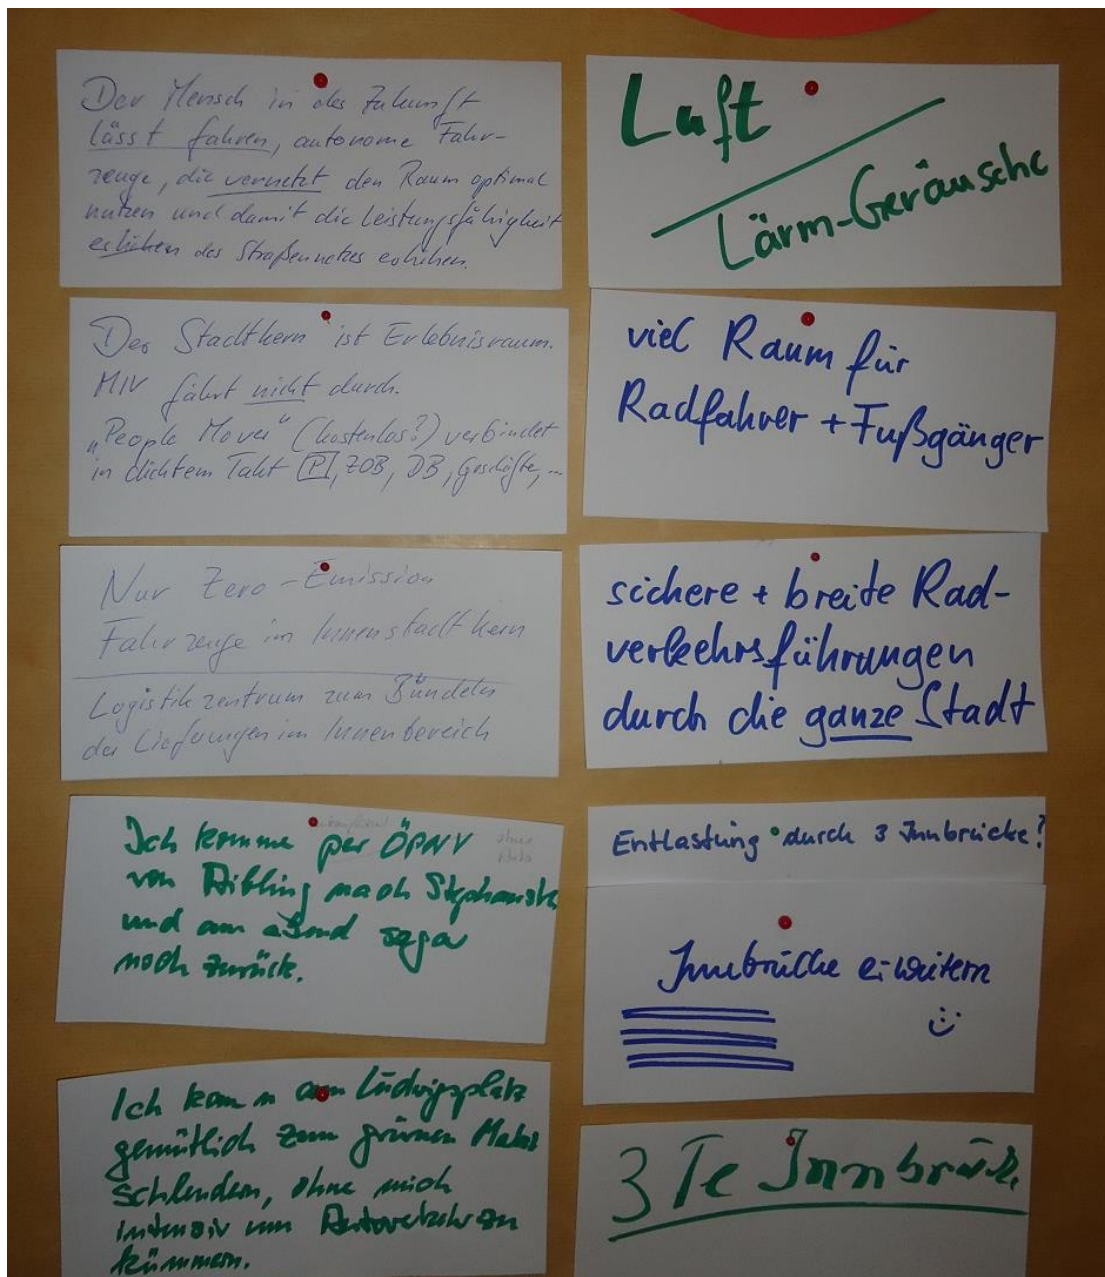 Der Mensch in der Zukunft
lässt fahren, autonome Fahr-
zeuge, die vernetzt den Raum optimal
nutzen und damit die Leistungsfähigkeit
erhöhen des Straßennetzes erhöhen.
Der Stadtkern ist Erlebnisraum.
MIV fährt nicht durch.
„People Mover" (kostenlos?) verbindet
in dichtem Takt P, ZOB, DB, Geschäfte, ...
Nur Zero-Emission
Fahrzeuge im Innenstadtkern
Logistikzentrum zum Bündeln
der Lieferungen im Innenbereich
Ich komme per ÖPNV
ohne
Auto
von Aibling nach
und am abend
noch zurück.
Ich kann am Ludwigsplatz
gemütlich zum grünen
schlendern, ohne mich
intensiv um Autoverkehr zu
kümmern.
Luft
Lärm-Geräusche
viel Raum für
Radfahrer + Fußgänger
sichere + breite Rad-
verkehrsführungen
durch die ganze Stadt
Entlastung durch 3 Innbrücke?
Innbrücke erweitern
3 Te Innbrück